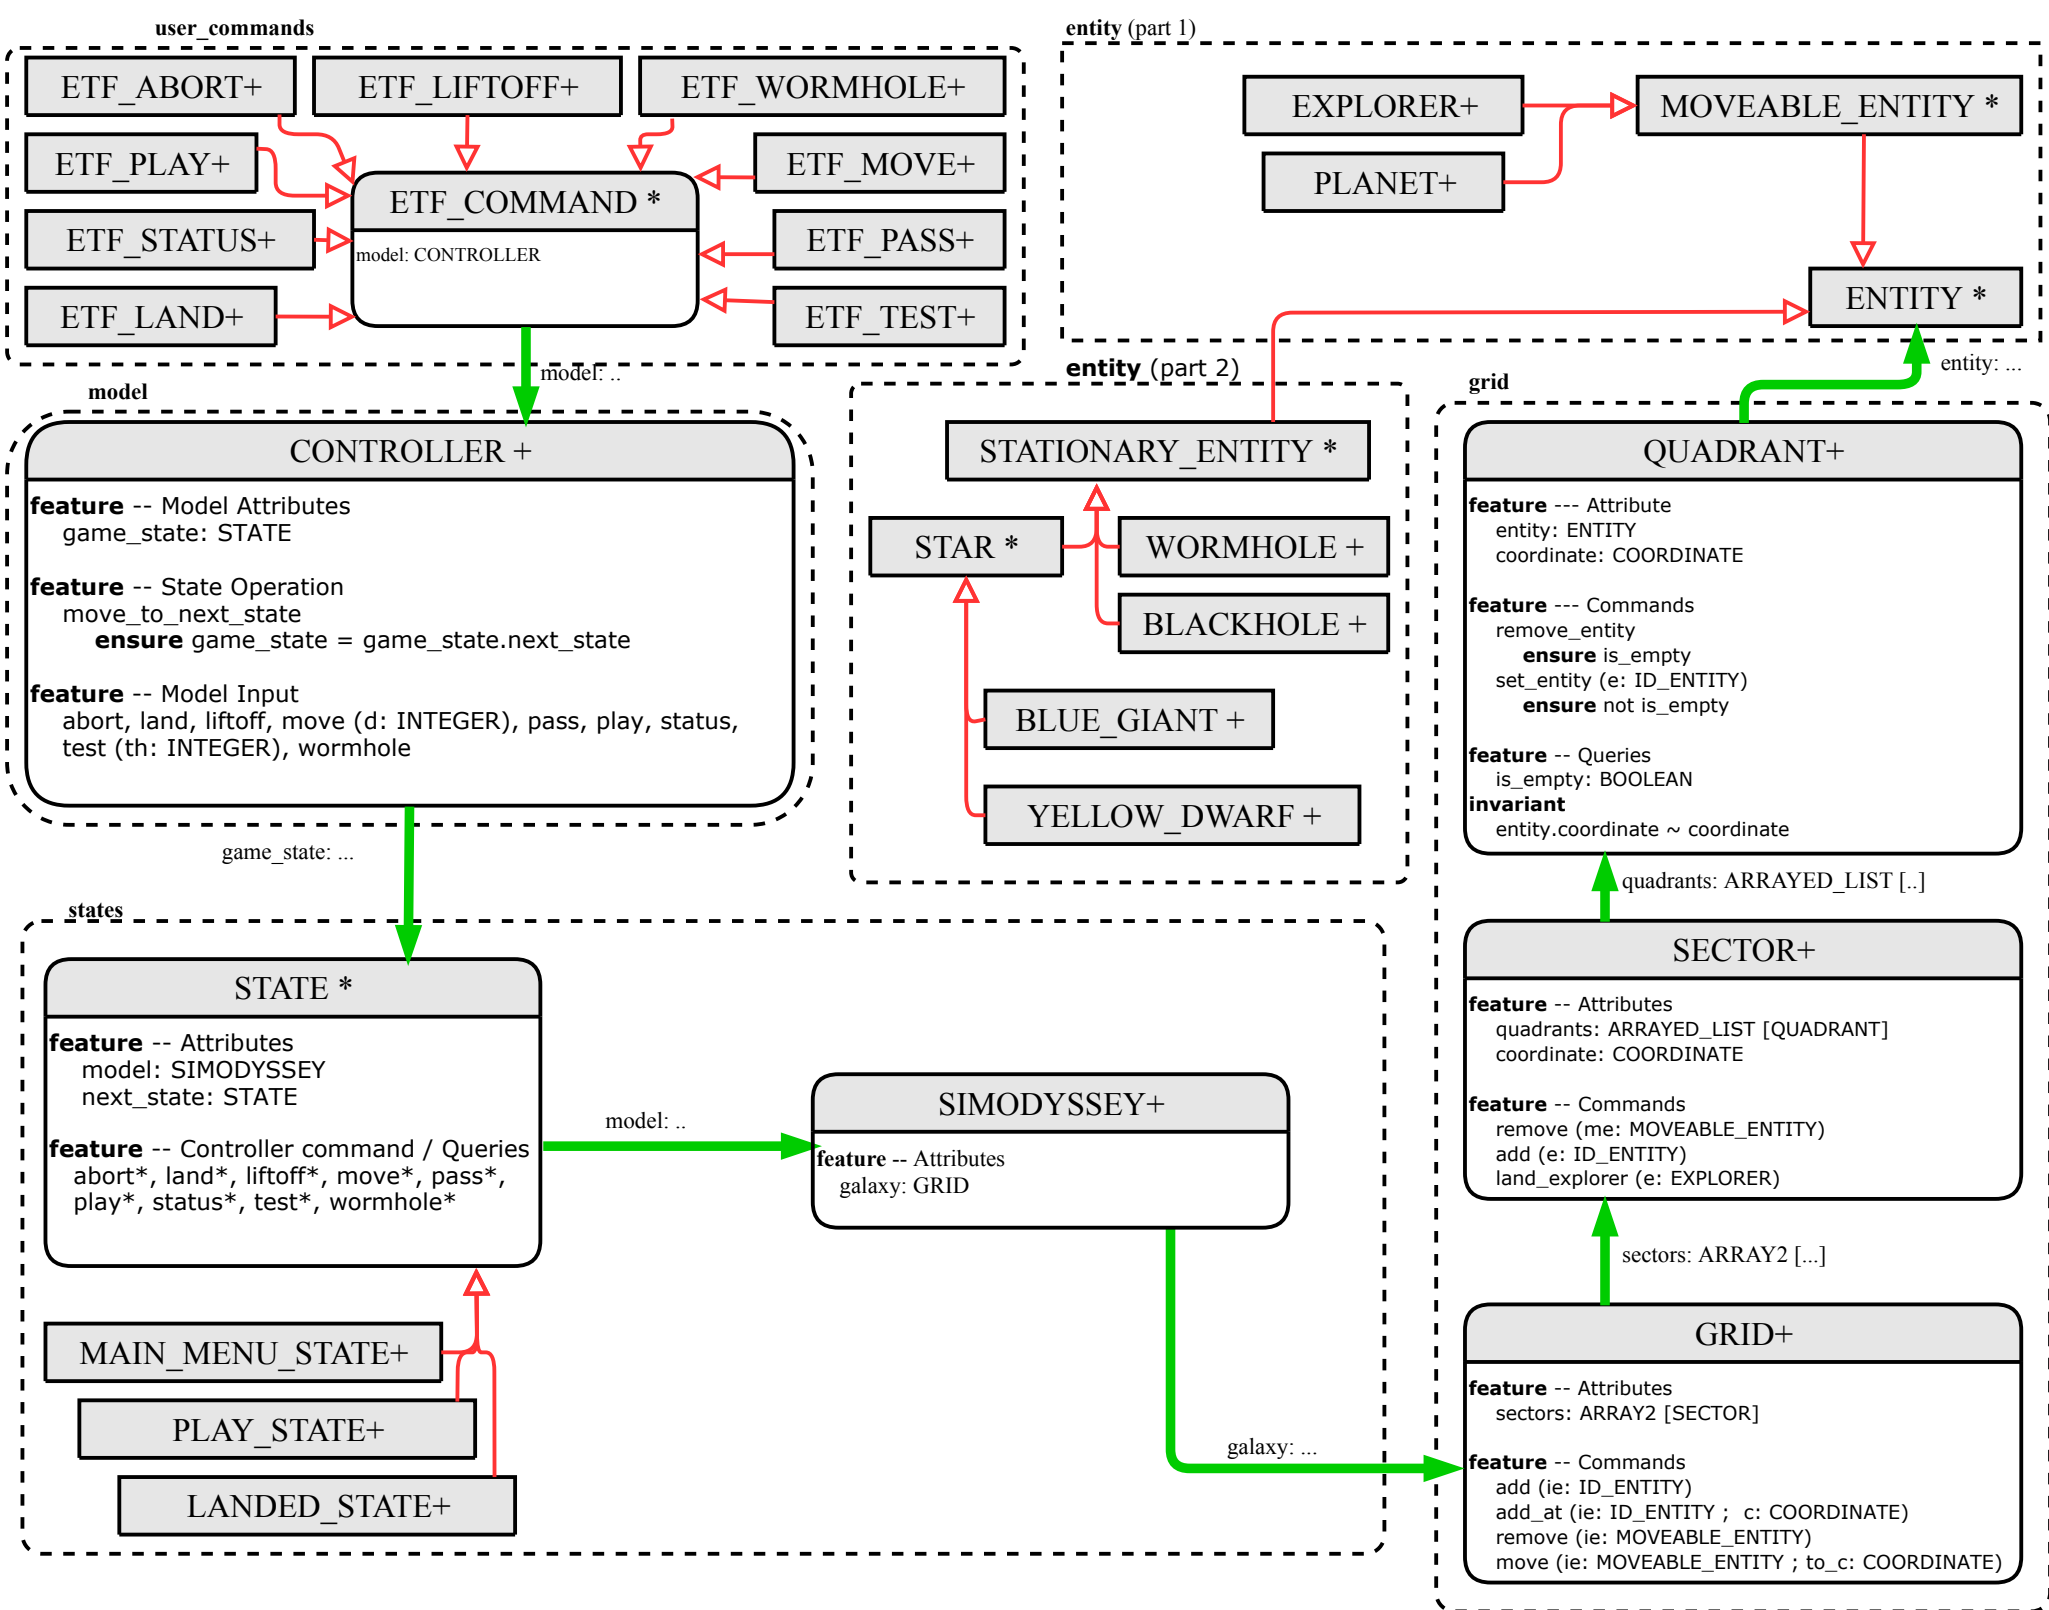 user_commands
ETF_ABORT+
ETF_LIFTOFF+
ETF_WORMHOLE+
ETF_PLAY+
ETF_MOVE+
ETF_COMMAND *
model: CONTROLLER
ETF_STATUS+
ETF_PASS+
ETF_LAND+
ETF_TEST+
model: ..
entity (part 1)
EXPLORER+
MOVEABLE_ENTITY *
PLANET+
ENTITY *
entity: ...
model
CONTROLLER +
feature -- Model Attributes
game_state: STATE
feature -- State Operation
move_to_next_state
ensure game_state = game_state.next_state
feature -- Model Input
abort, land, liftoff, move (d: INTEGER), pass, play, status,
test (th: INTEGER), wormhole
game_state: ...
entity (part 2)
STATIONARY_ENTITY *
STAR *
WORMHOLE +
BLACKHOLE +
BLUE_GIANT +
YELLOW_DWARF +
grid
QUADRANT+
feature --- Attribute
entity: ENTITY
coordinate: COORDINATE
feature --- Commands
remove_entity
ensure is_empty
set_entity (e: ID_ENTITY)
ensure not is_empty
feature -- Queries
is_empty: BOOLEAN
invariant
entity.coordinate ~ coordinate
quadrants: ARRAYED_LIST [..]
SECTOR+
feature -- Attributes
quadrants: ARRAYED_LIST [QUADRANT]
coordinate: COORDINATE
feature -- Commands
remove (me: MOVEABLE_ENTITY)
add (e: ID_ENTITY)
land_explorer (e: EXPLORER)
sectors: ARRAY2 [...]
GRID+
feature -- Attributes
sectors: ARRAY2 [SECTOR]
feature -- Commands
add (ie: ID_ENTITY)
add_at (ie: ID_ENTITY ; c: COORDINATE)
remove (ie: MOVEABLE_ENTITY)
move (ie: MOVEABLE_ENTITY ; to_c: COORDINATE)
states
STATE *
feature -- Attributes
model: SIMODYSSEY
next_state: STATE
feature -- Controller command / Queries
abort*, land*, liftoff*, move*, pass*,
play*, status*, test*, wormhole*
model: ..
SIMODYSSEY+
feature -- Attributes
galaxy: GRID
MAIN_MENU_STATE+
PLAY_STATE+
LANDED_STATE+
galaxy: ...